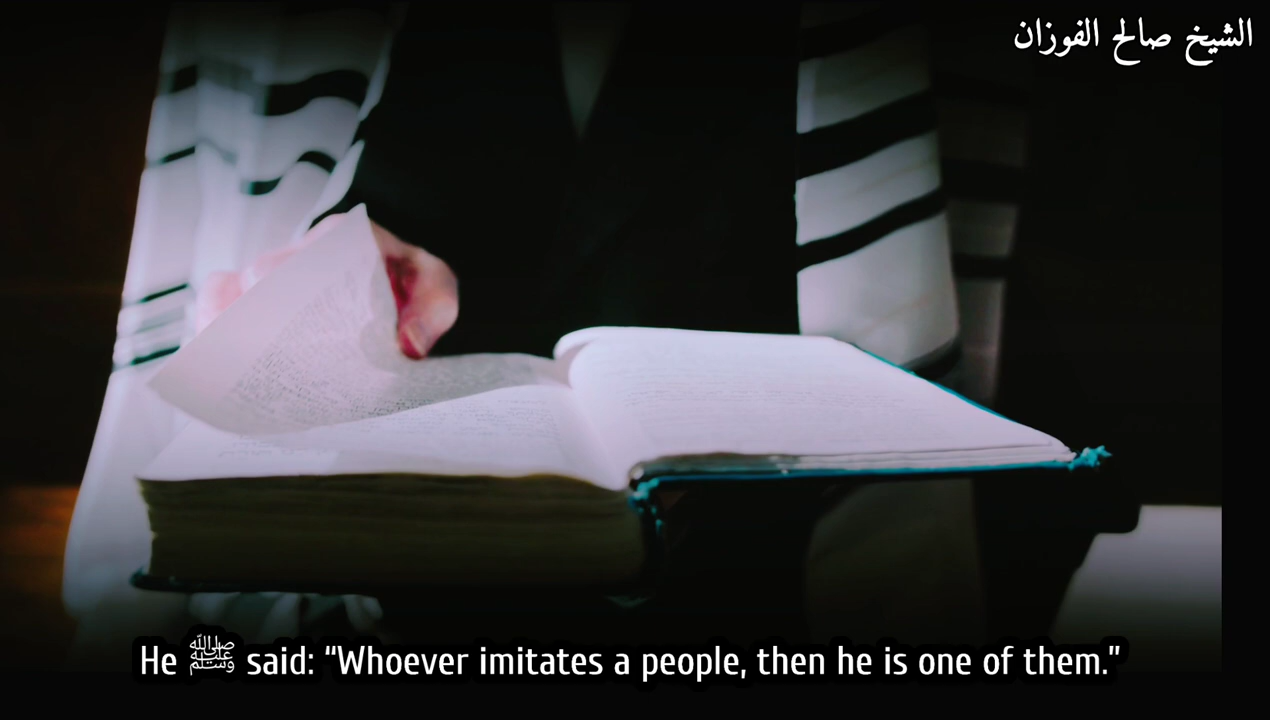 الشيخ صالح الفوزان
He ﷺ said: “Whoever imitates a people, then he is one of them.”